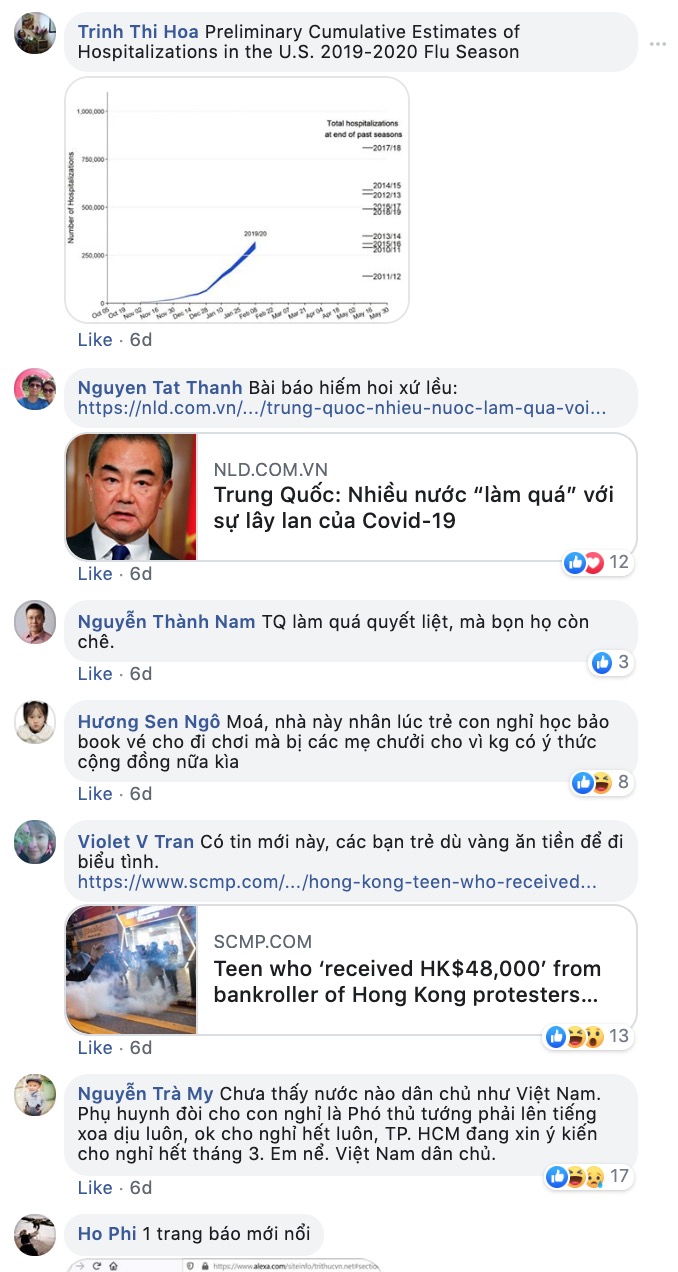 Trinh Thi Hoa Preliminary Cumulative Estimates of
Hospitalizations in the U.S. 2019-2020 Flu Season
1,000,000
Total hospitalizations
at end of past seasons
2017/18
750,000
2014/15
2012/13
Number of Hospitalizations
500,000
2016/17
2018/19
2019/20
2013/14
2015/16
2010/11
250,000
2011/12
0
Oct 05 Oct 19 Nov 02 Nov 16 Nov 30 Dec 14 Dec 28 Jan 10 Jan 25 Feb 08 Feb 22 Mar 07 Mar 21 Apr 04 Apr 18 May 02 May 16 May 30
Like · 6d
Nguyen Tat Thanh Bài báo hiếm hoi xứ lều:
https://nld.com.vn/.../trung-quoc-nhieu-nuoc-lam-qua-voi...
NLD.COM.VN
Trung Quốc: Nhiều nước “làm quá” với
sự lây lan của Covid-19
12
Like · 6d
Nguyễn Thành Nam TQ làm quá quyết liệt, mà bọn họ còn
chê.
3
Like · 6d
Hương Sen Ngô Moá, nhà này nhân lúc trẻ con nghỉ học bảo
book vé cho đi chơi mà bị các mẹ chưởi cho vì kg có ý thức
cộng đồng nữa kìa
8
Like · 6d
Violet V Tran Có tin mới này, các bạn trẻ dù vàng ăn tiền để đi
biểu tình.
https://www.scmp.com/.../hong-kong-teen-who-received...
SCMP.COM
Teen who ‘received HK$48,000’ from
bankroller of Hong Kong protesters...
13
Like · 6d
Nguyễn Trà My Chưa thấy nước nào dân chủ như Việt Nam.
Phụ huynh đòi cho con nghỉ là Phó thủ tướng phải lên tiếng
xoa dịu luôn, ok cho nghỉ hết luôn, TP. HCM đang xin ý kiến
cho nghỉ hết tháng 3. Em nể. Việt Nam dân chủ.
17
Like · 6d
Ho Phi 1 trang báo mới nổi
https://www.alexa.com/siteinfo/trithucvn.net#sectio